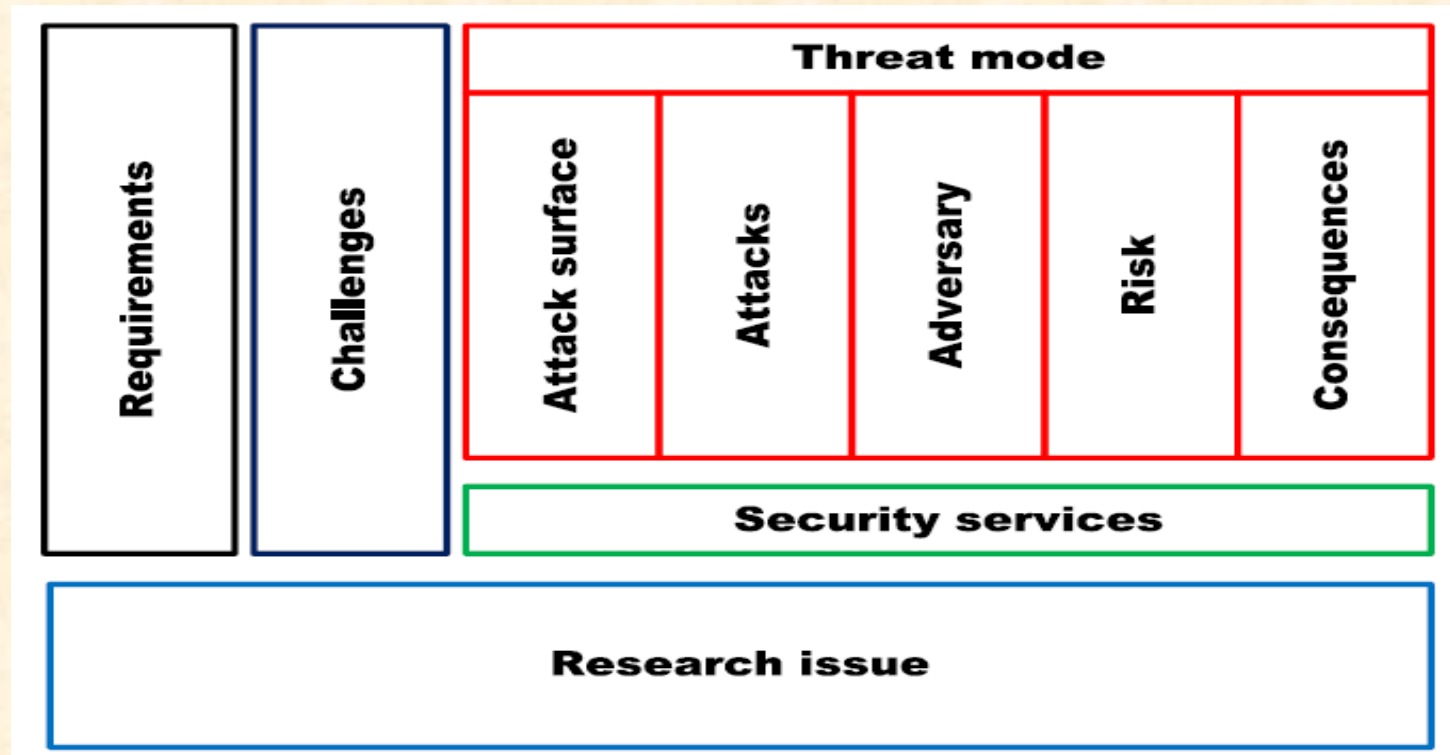 Requirements
Challenges
Threat mode
Attack surface
Attacks
Adversary
Risk
Consequences
Security services
Research issue